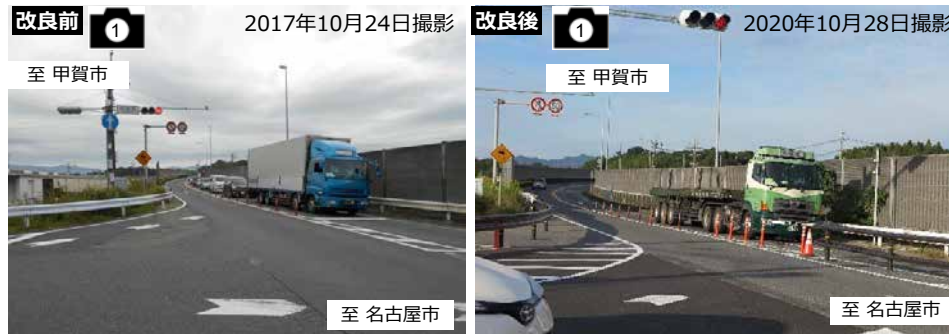 改良前
1
2017年10月24日撮影
至 甲賀市
至 名古屋市
改良後
1
2020年10月28日撮影
至 甲賀市
至 名古屋市